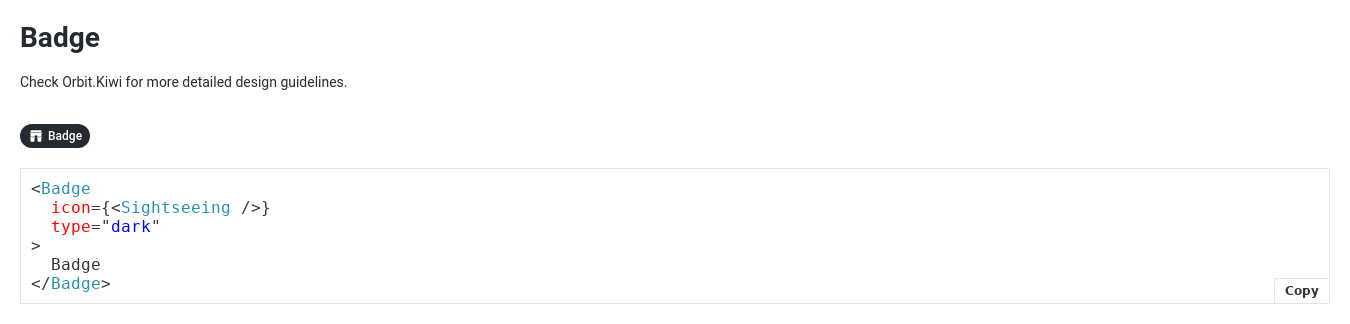 Badge
Check Orbit.Kiwi for more detailed design guidelines.
Badge
<Badge
  icon={<Sightseeing />}
  type="dark"
>
  Badge
</Badge>
Copy